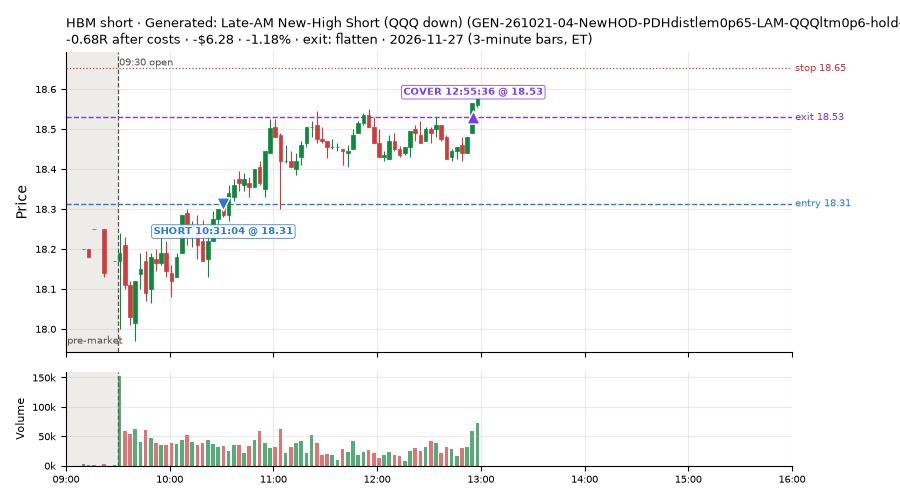 HBM short · Generated: Late-AM New-High Short (QQQ down) (GEN-261021-04-NewHOD-PDHdistlem0p65-LAM-QQQltm0p6-hold-
-0.68R after costs · -$6.28 · -1.18% · exit: flatten · 2026-11-27 (3-minute bars, ET)
09:30 open
stop 18.65
18.6
COVER 12:55:36 @ 18.53
exit 18.53
18.5
18.4
Price
18.3
entry 18.31
SHORT 10:31:04 @ 18.31
18.2
18.1
18.0
pre-market
150k
100k
Volume
50k
0k
09:00 10:00 11:00 12:00 13:00 14:00 15:00 16:00